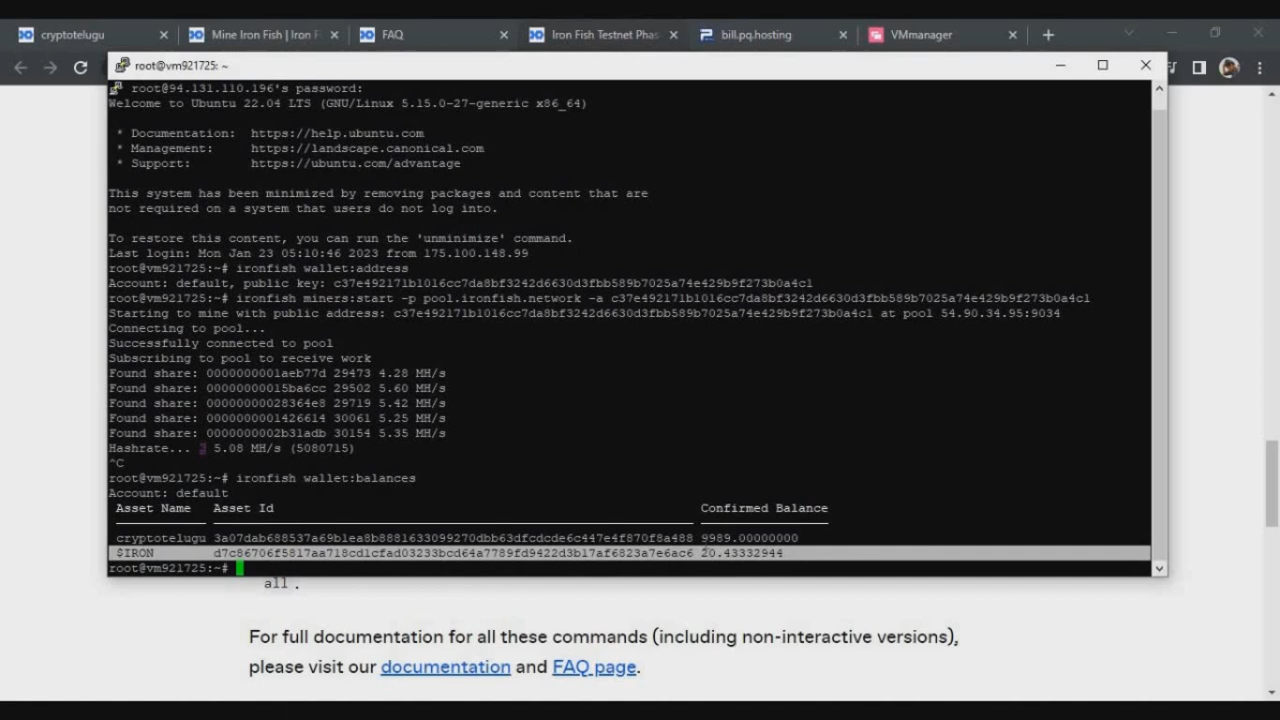 cryptotelugu
Mine Iron Fish | Iron F
FAQ
Iron Fish Testnet Phas
bill.pq.hosting
VMmanager
root@vm921725: ~
root@94.131.110.196's password:
Welcome to Ubuntu 22.04 LTS (GNU/Linux 5.15.0-27-generic x86_64)
* Documentation: https://help.ubuntu.com
* Management: https://landscape.canonical.com
* Support: https://ubuntu.com/advantage
This system has been minimized by removing packages and content that are
not required on a system that users do not log into.
To restore this content, you can run the 'unminimize' command.
Last login: Mon Jan 23 05:10:46 2023 from 175.100.148.99
root@vm921725:~# ironfish wallet:address
Account: default, public key: c37e492171b1016cc7da8bf3242d6630d3fbb589b7025a74e429b9f273b0a4c1
root@vm921725:~# ironfish miners:start -p pool.ironfish.network -a c37e492171b1016cc7da8bf3242d6630d3fbb589b7025a74e429b9f273b0a4c1
Starting to mine with public address: c37e492171b1016cc7da8bf3242d6630d3fbb589b7025a74e429b9f273b0a4c1 at pool 54.90.34.95:9034
Connecting to pool...
Successfully connected to pool
Subscribing to pool to receive work
Found share: 0000000001aeb77d 29473 4.28 MH/s
Found share: 00000000015ba6cc 29502 5.60 MH/s
Found share: 00000000028364e8 29719 5.42 MH/s
Found share: 0000000001426614 30061 5.25 MH/s
Found share: 0000000002b31adb 30154 5.35 MH/s
Hashrate... 5.08 MH/s (5080715)
^C
root@vm921725:~# ironfish wallet:balances
Account: default
Asset Name Asset Id Confirmed Balance
cryptotelugu 3a07dab688537a69b1ea8b8881633099270dbb63dfcdcde6c447e4f870f8a488 9989.00000000
$IRON d7c86706f5817aa718cd1cfad03233bcd64a7789fd9422d3b17af6823a7e6ac6 20.43332944
root@vm921725:~#
all .
For full documentation for all these commands (including non-interactive versions),
please visit our documentation and FAQ page.